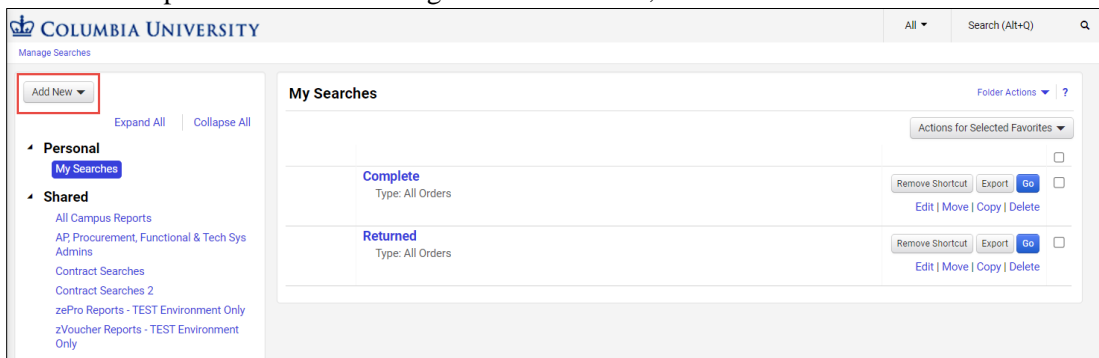 COLUMBIA UNIVERSITY
All
Search (Alt+Q)
Manage Searches
Add New
Expand All
Collapse All
Personal
My Searches
Shared
All Campus Reports
AP, Procurement, Functional & Tech Sys
Admins
Contract Searches
Contract Searches 2
zePro Reports - TEST Environment Only
zVoucher Reports - TEST Environment
Only
My Searches
Folder Actions
?
Actions for Selected Favorites
Complete
Type: All Orders
Remove Shortcut Export Go
Edit | Move | Copy | Delete
Returned
Type: All Orders
Remove Shortcut Export Go
Edit | Move | Copy | Delete